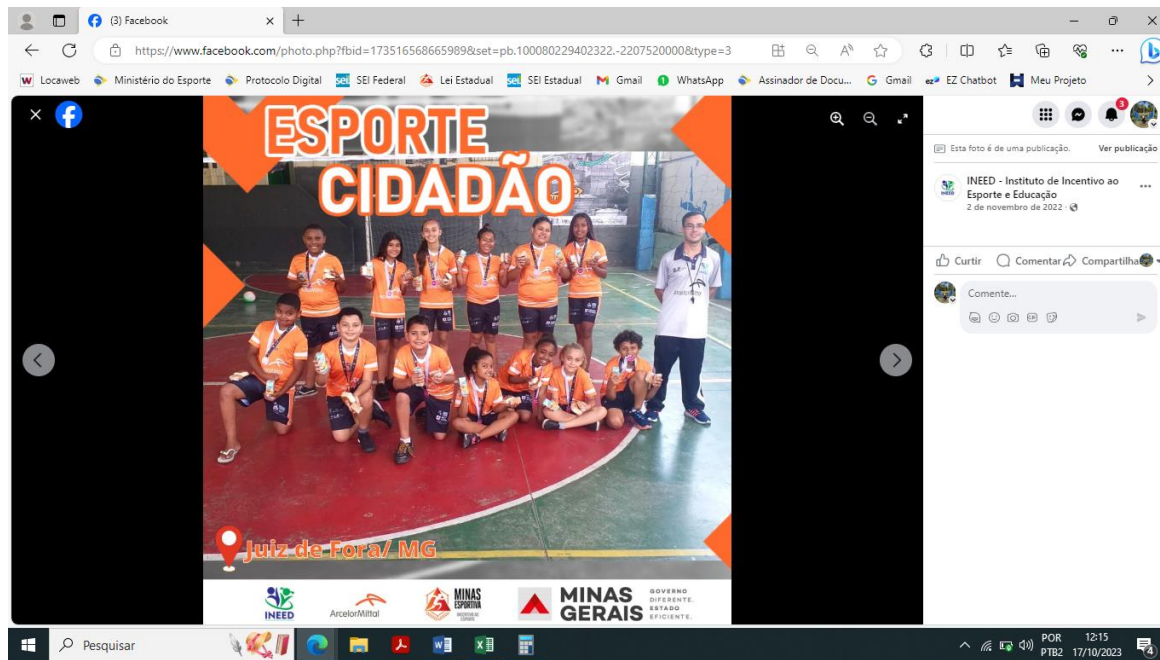 (3) Facebook
https://www.facebook.com/photo.php?fbid=173516568665989&set=pb.100080229402322.-2207520000&type=3
Locaweb
Ministério do Esporte
Protocolo Digital
SEI Federal
Lei Estadual
SEI Estadual
Gmail
WhatsApp
Assinador de Docu...
Gmail
EZ Chatbot
Meu Projeto
ESPORTE
CIDADÃO
3
Esta foto é de uma publicação.
Ver publicação
INEED - Instituto de Incentivo ao
Esporte e Educação
2 de novembro de 2022
Curtir
Comentar
Compartilha
Comente...
Juiz de Fora/ MG
INEED
ArcelorMittal
MINAS
ESPORTIVA
MINAS
GERAIS
GOVERNO
DIFERENTE.
ESTADO
EFICIENTE.
Pesquisar
POR
PTB2
12:15
17/10/2023
4